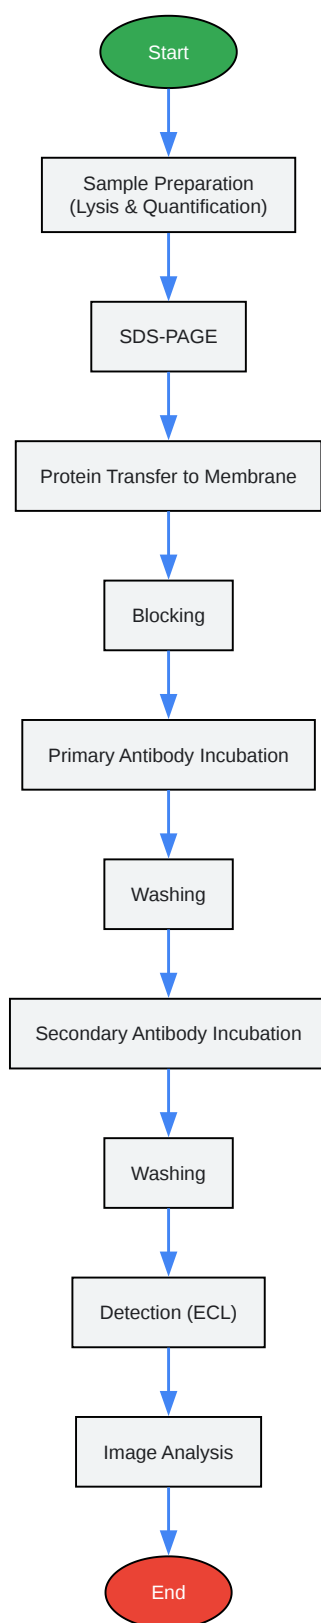 Start
Sample Preparation
(Lysis & Quantification)
SDS-PAGE
Protein Transfer to Membrane
Blocking
Primary Antibody Incubation
Washing
Secondary Antibody Incubation
Washing
Detection (ECL)
Image Analysis
End